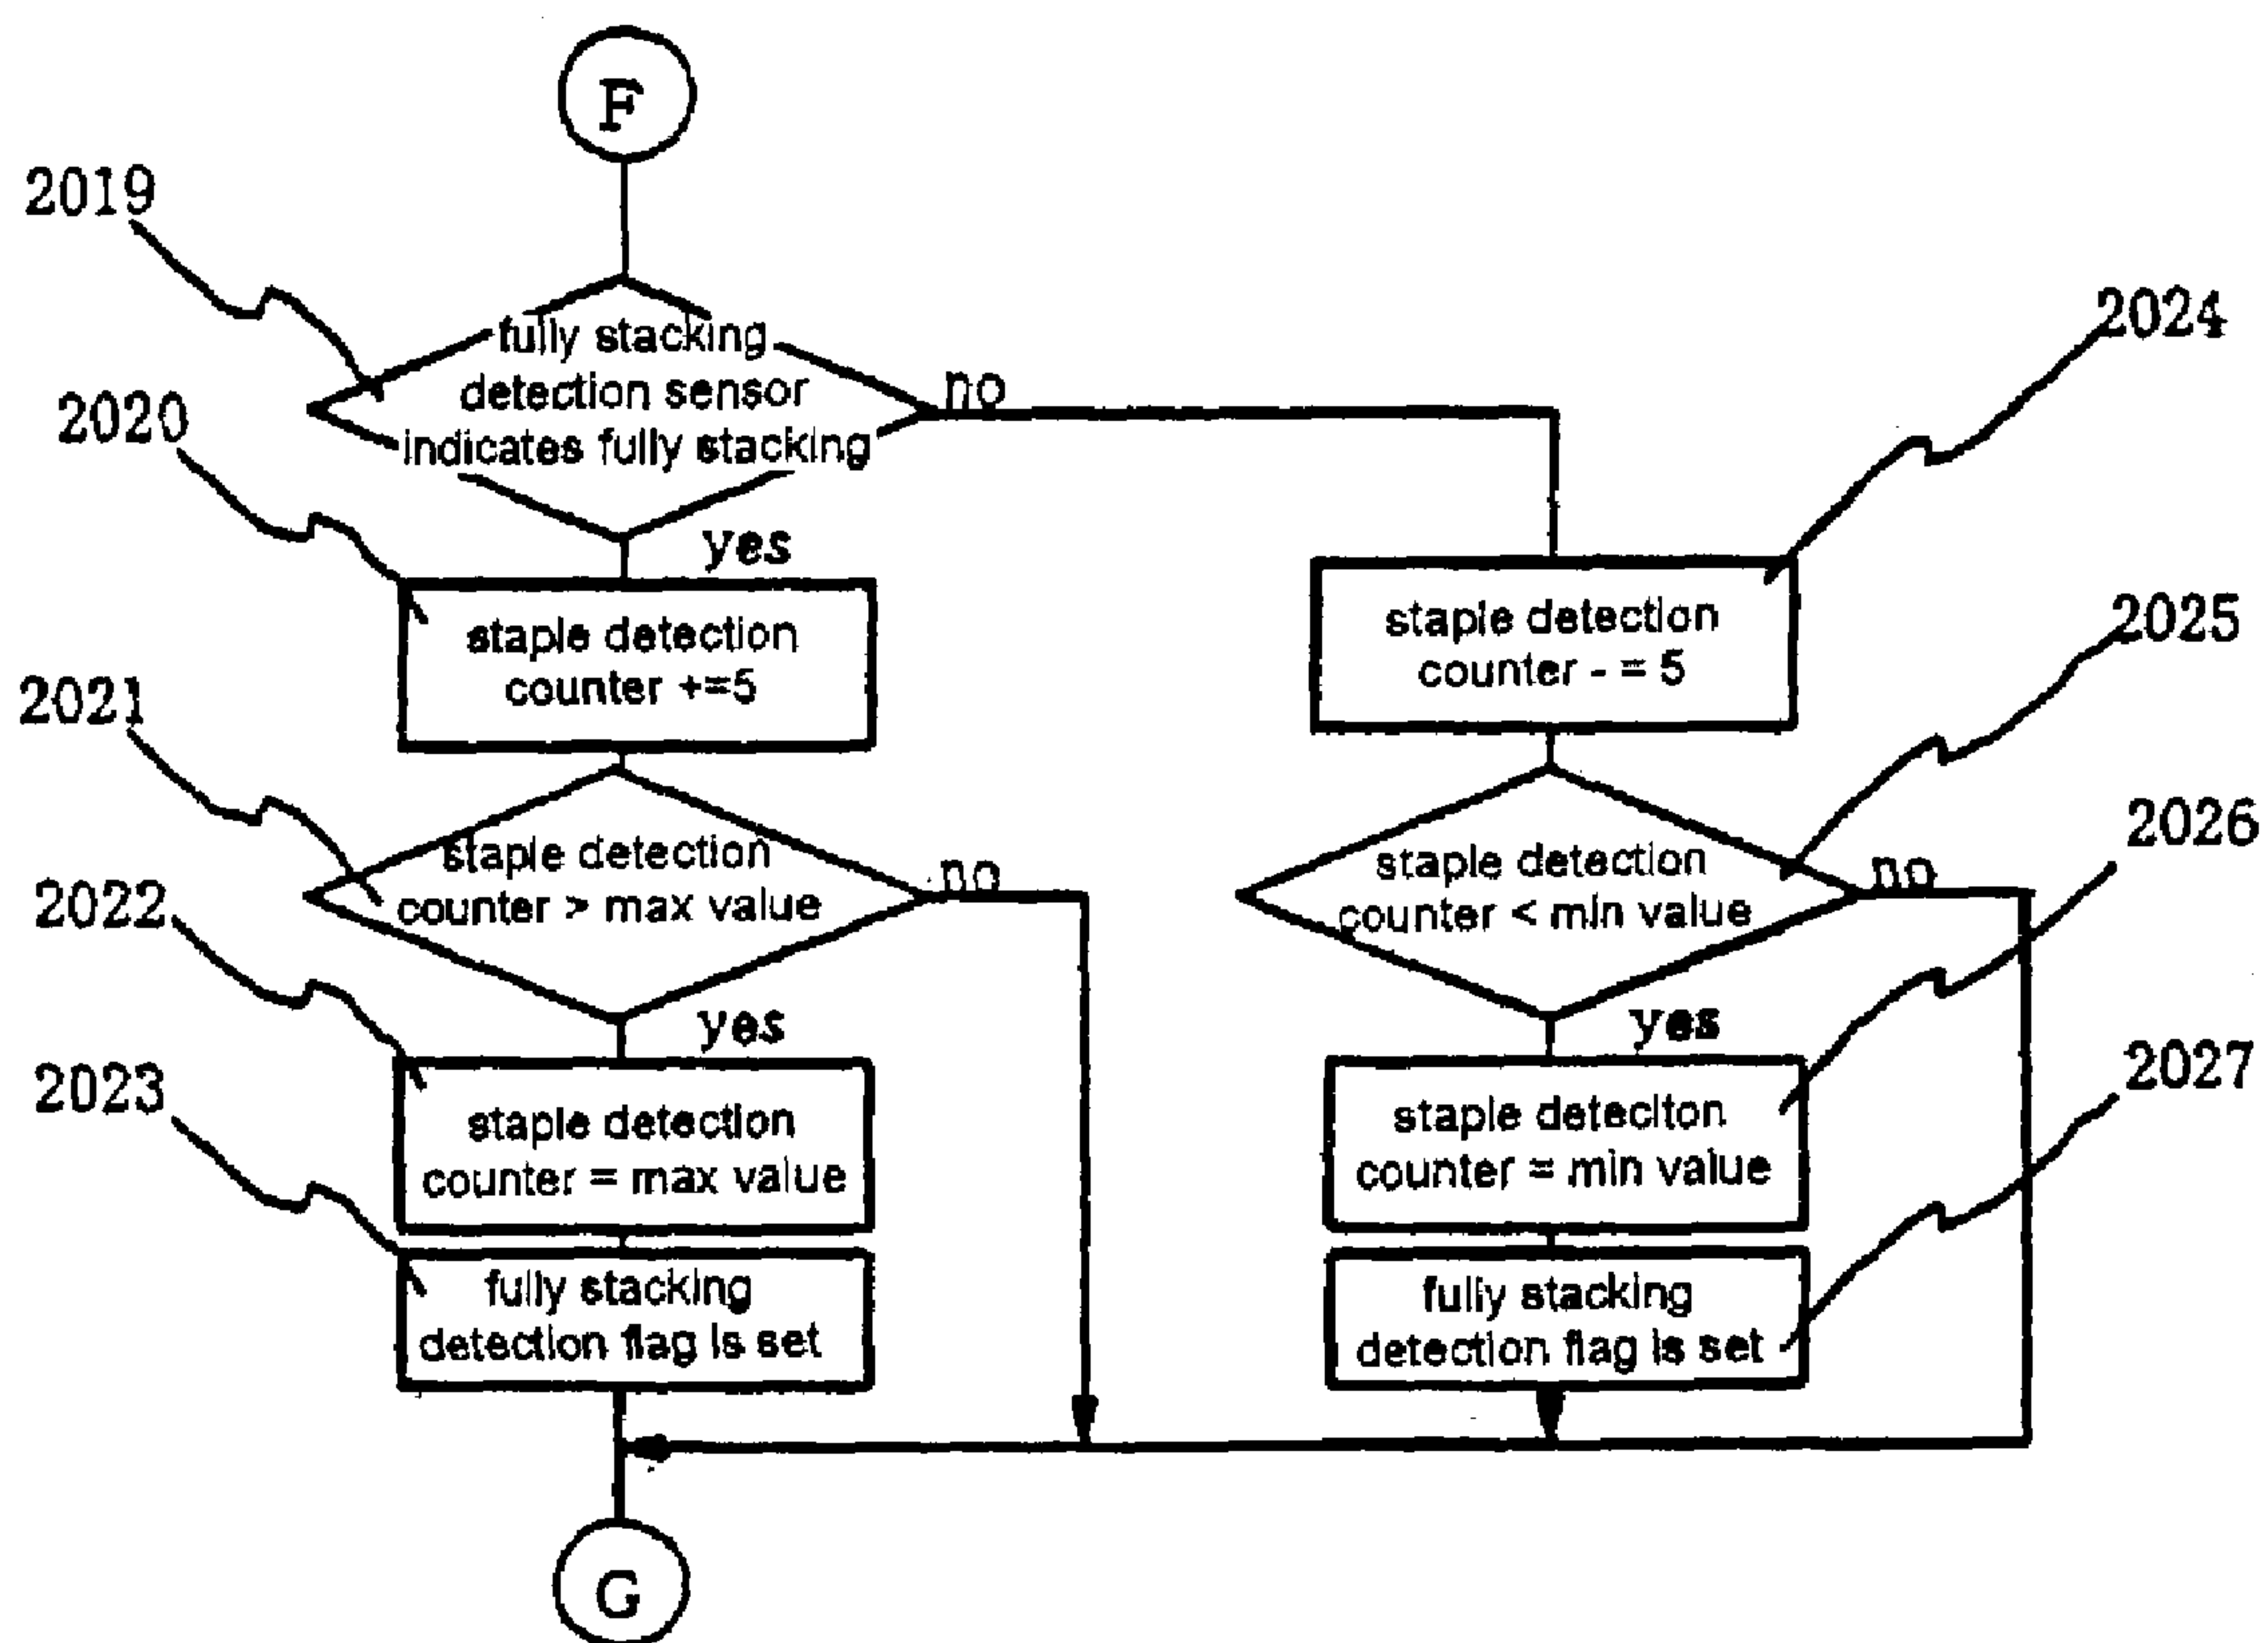 F
2019
fully stacking
detection sensor
indicates fully stacking
no
yes
2020
staple detection
counter +=5
2021
staple detection
counter > max value
no
yes
2022
staple detection
counter = max value
2023
fully stacking
detection flag is set
2024
staple detection
counter - = 5
2025
staple detection
counter < min value
no
yes
2026
staple deteciton
counter = min value
2027
fully stacking
detection flag is set
G